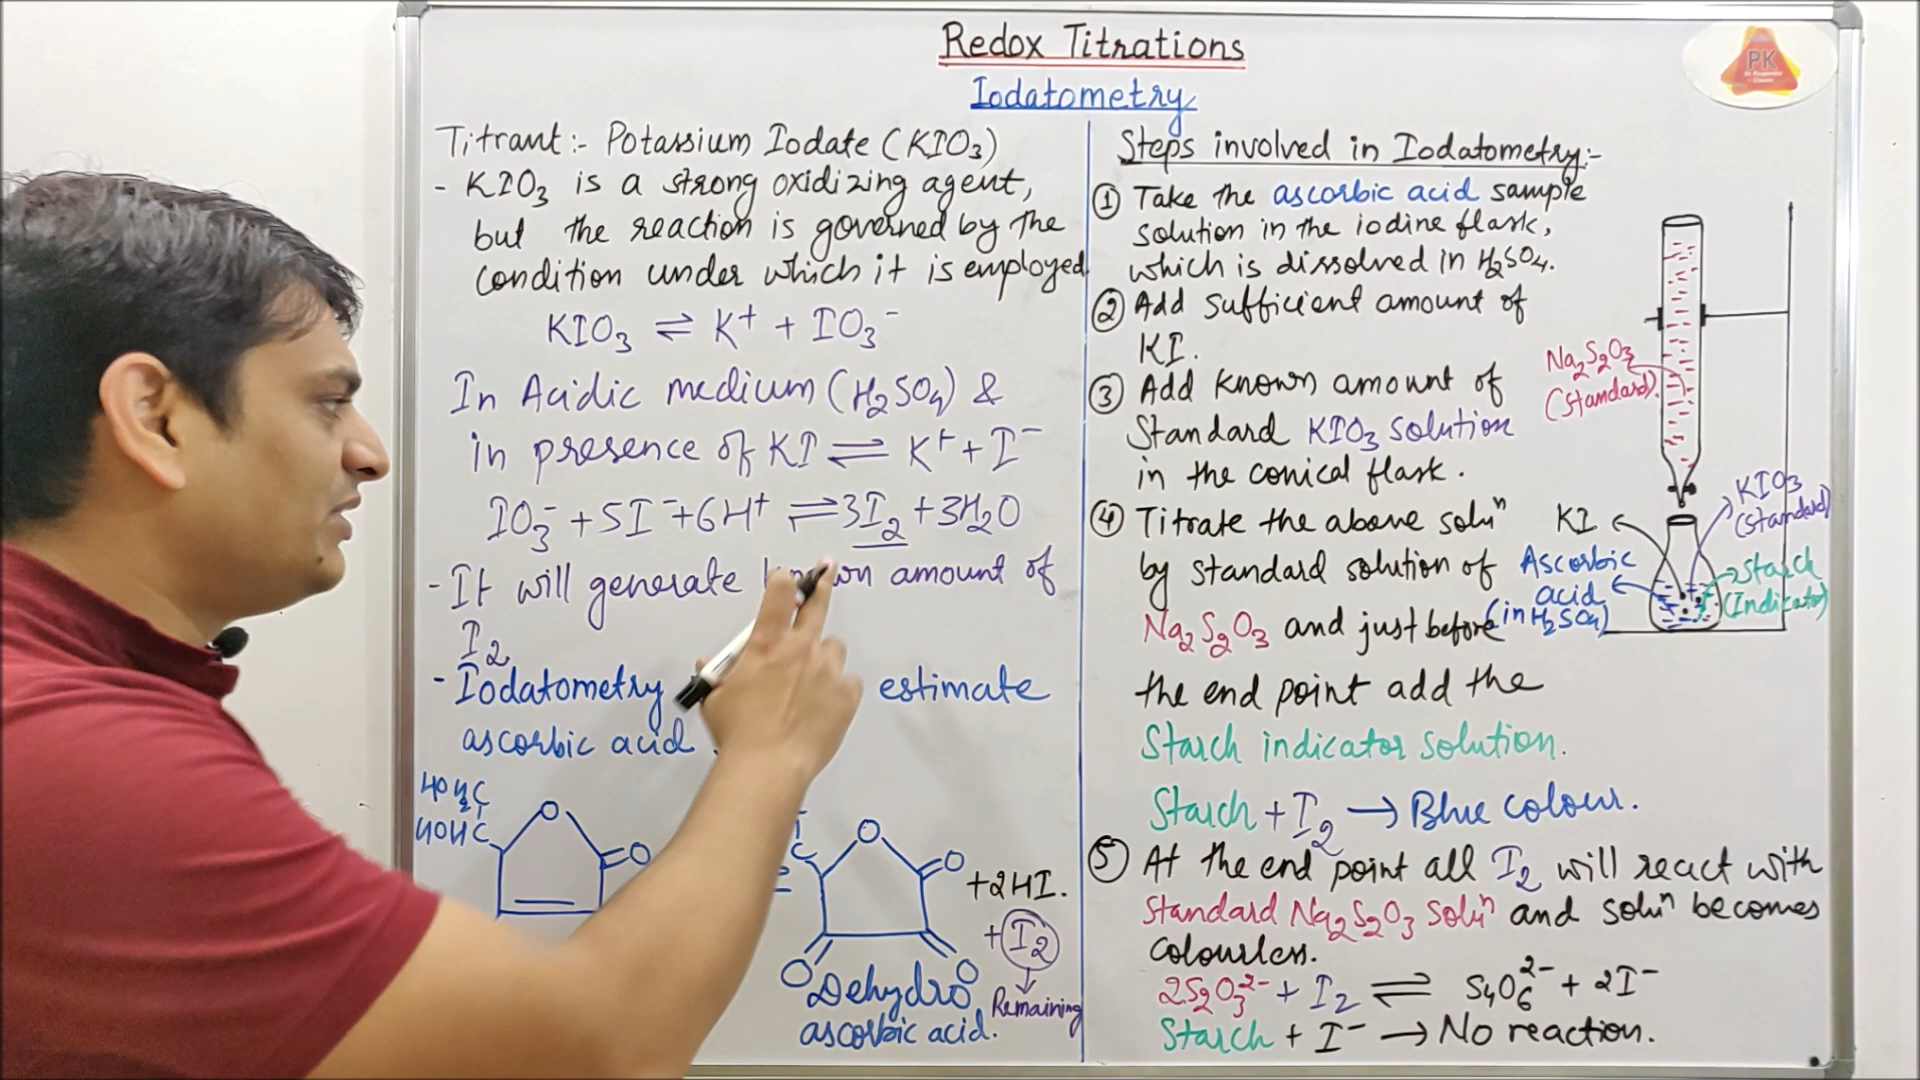 Redox Titrations
Iodatometry
PK
Titrant:- Potassium Iodate (KIO3)
- KIO3 is a strong oxidizing agent,
but the reaction is governed by the
condition under which it is employed
KIO3 ⇌ K+ + IO3-
In Acidic medium (H2SO4) &
in presence of KI ⇌ K+ + I-
IO3- + 5I- + 6H+ ⇌ 3I2 + 3H2O
- It will generate known amount of
I2
- Iodatometry estimate
ascorbic acid.
HOH2C
HOHC
O
O
C
O
O
O
O
+2HI.
+ I2
Remaining
Dehydro
ascorbic acid.
Steps involved in Iodatometry:-
① Take the ascorbic acid sample
solution in the iodine flask,
which is dissolved in H2SO4.
② Add sufficient amount of
KI.
③ Add known amount of
Standard KIO3 solution
in the conical flask.
④ Titrate the above soluⁿ
by standard solution of
Na2S2O3 and just before
the end point add the
Starch indicator solution.
Starch + I2 → Blue colour.
⑤ At the end point all I2 will react with
Standard Na2S2O3 soluⁿ and soluⁿ becomes
colourless.
2S2O3²- + I2 ⇌ S4O6²- + 2I-
Starch + I- → No reaction.
Na2S2O3
(Standard).
KIO3
(Standard)
KI
Ascorbic
acid
(in H2SO4)
Starch
(Indicator)